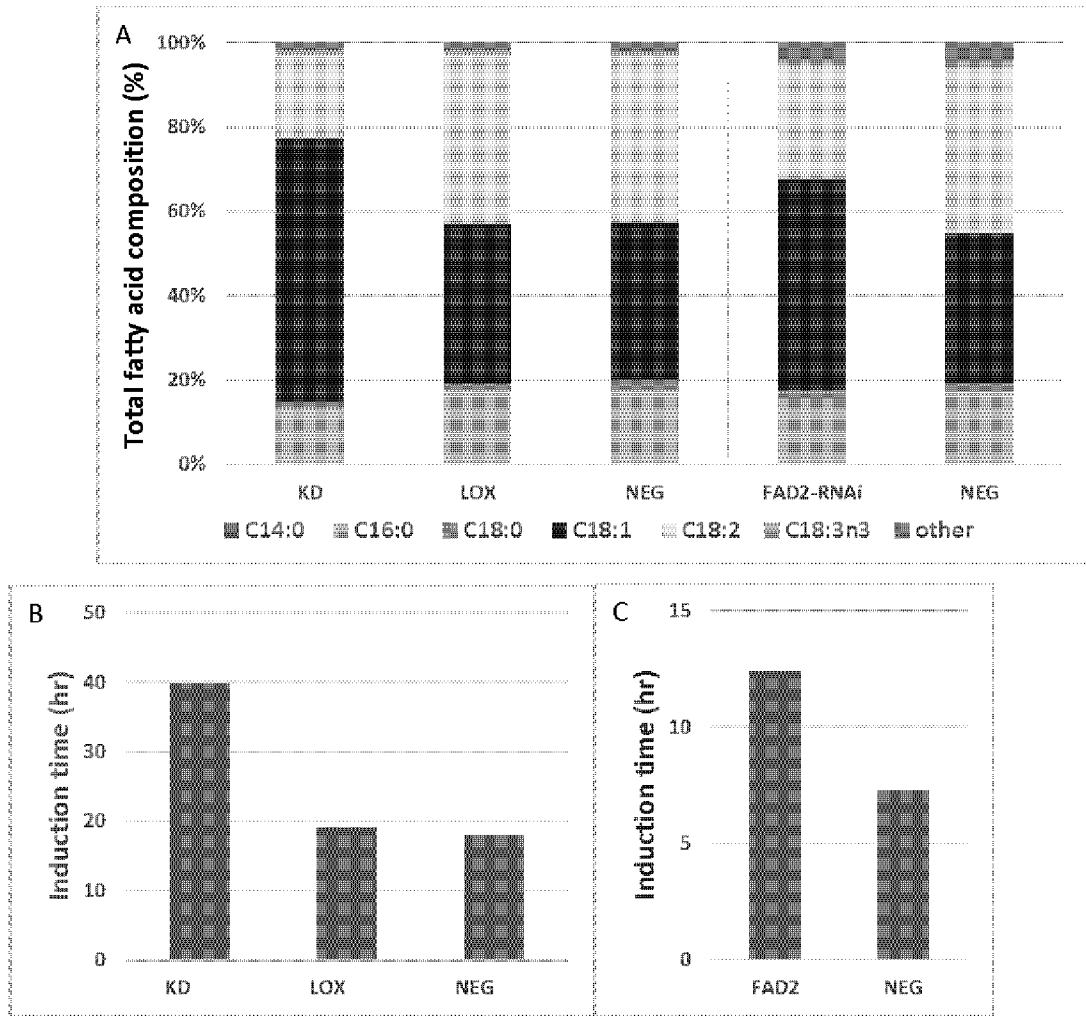 A
Total fatty acid composition (%)
100%
80%
60%
40%
20%
0%
KD LOX NEG FAD2-RNAi NEG
C14:0 C16:0 C18:0 C18:1 C18:2 C18:3n3 other
B
Induction time (hr)
50
40
30
20
10
0
KD LOX NEG
C
Induction time (hr)
15
10
5
0
FAD2 NEG